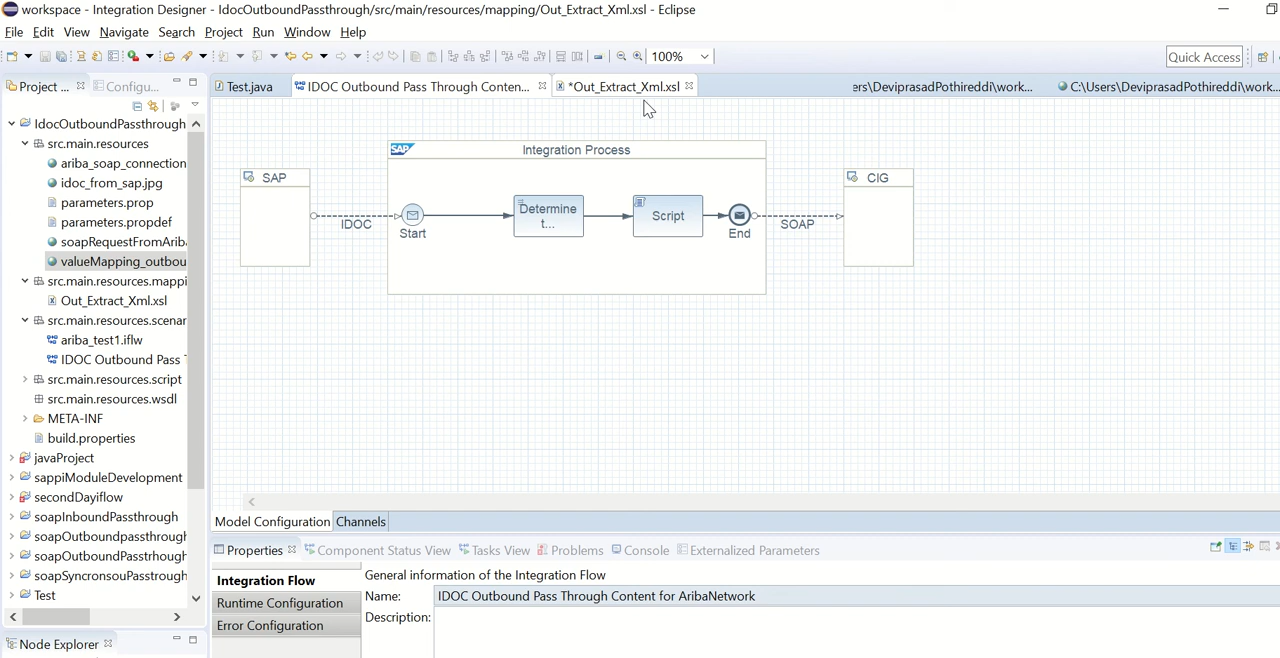 workspace - Integration Designer - IdocOutboundPassthrough/src/main/resources/mapping/Out_Extract_Xml.xsl - Eclipse
File Edit View Navigate Search Project Run Window Help
100%
Quick Access
Project ...
Configu...
Test.java
IDOC Outbound Pass Through Conten...
*Out_Extract_Xml.xsl
ers\DeviprasadPothireddi\work...
C:\Users\DeviprasadPothireddi\work...
IdocOutboundPassthrough
src.main.resources
ariba_soap_connection
idoc_from_sap.jpg
parameters.prop
parameters.propdef
soapRequestFromAriba
valueMapping_outbou
src.main.resources.mappi
Out_Extract_Xml.xsl
src.main.resources.scenar
ariba_test1.iflw
IDOC Outbound Pass T
src.main.resources.script
src.main.resources.wsdl
META-INF
build.properties
javaProject
sappiModuleDevelopment
secondDayiflow
soapInboundPassthrough
soapOutboundpassthrough
soapOutboundPasstrhough
soapSyncronsouPasstrough
Test
Node Explorer
SAP
Integration Process
SAP
IDOC
Start
Determine
t...
Script
End
SOAP
CIG
Model Configuration
Channels
Properties
Component Status View
Tasks View
Problems
Console
Externalized Parameters
Integration Flow
Runtime Configuration
Error Configuration
General information of the Integration Flow
Name:
IDOC Outbound Pass Through Content for AribaNetwork
Description: